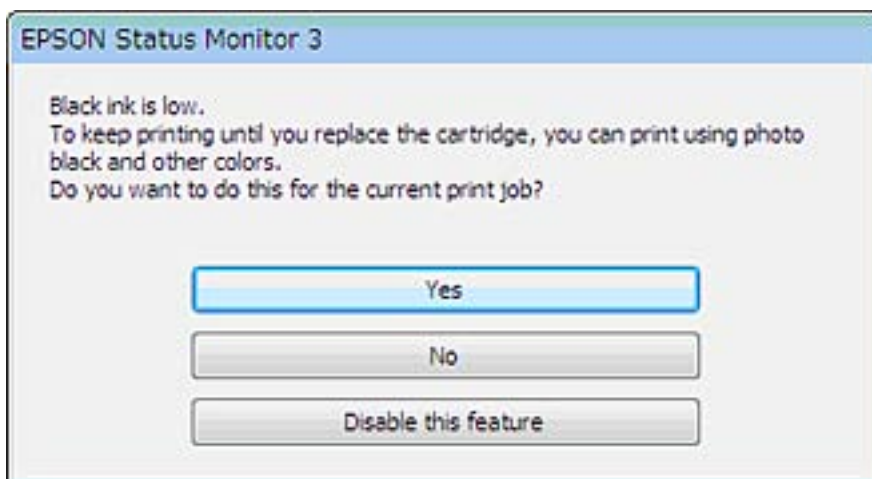 EPSON Status Monitor 3
Black ink is low.
To keep printing until you replace the cartridge, you can print using photo
black and other colors.
Do you want to do this for the current print job?
Yes
No
Disable this feature